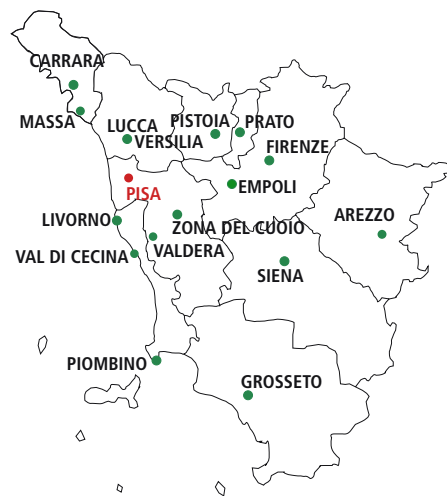 CARRARA
MASSA
LUCCA
VERSILIA
PISTOIA
PRATO
FIRENZE
PISA
EMPOLI
LIVORNO
ZONA DEL CUOIO
AREZZO
VAL DI CECINA
VALDERA
SIENA
PIOMBINO
GROSSETO